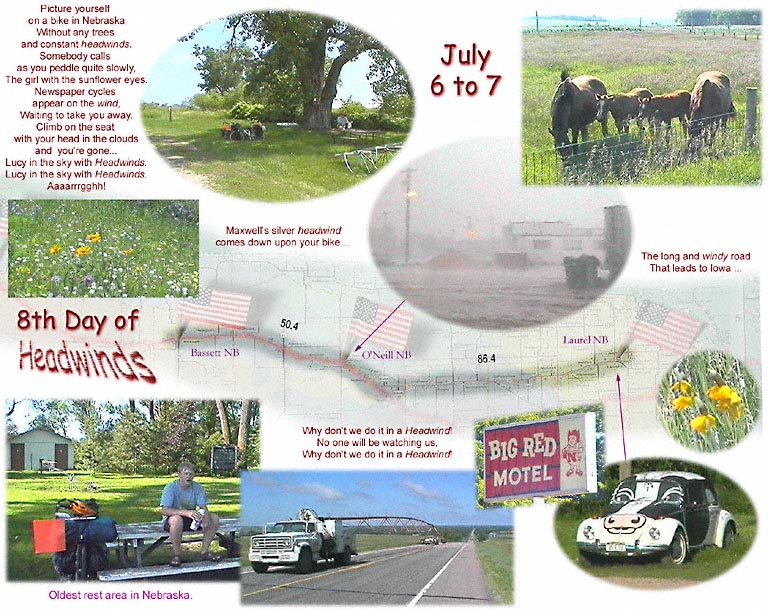 Picture yourself
on a bike in Nebraska
Without any trees
and constant headwinds.
Somebody calls
as you peddle quite slowly,
The girl with the sunflower eyes.
Newspaper cycles
appear on the wind,
Waiting to take you away.
Climb on the seat
with your head in the clouds
and you're gone...
Lucy in the sky with Headwinds.
Lucy in the sky with Headwinds.
Aaaarrrgghh!
July
6 to 7
Maxwell's silver headwind
comes down upon your bike ...
The long and windy road
That leads to Iowa ...
8th Day of
Headwinds
Bassett NB
50.4
O'Neill NB
86.4
Laurel NB
Why don't we do it in a Headwind!
No one will be watching us,
Why don't we do it in a Headwind!
BIG RED
MOTEL
Oldest rest area in Nebraska.